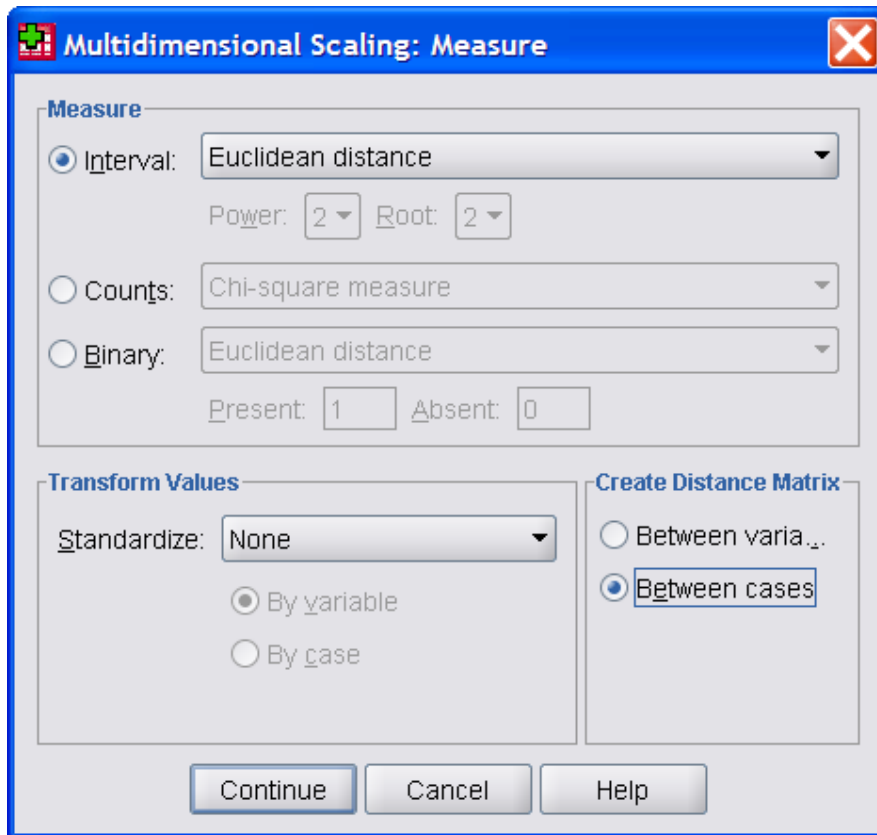 Multidimensional Scaling: Measure
Measure
Interval: Euclidean distance
Power: 2 Root: 2
Counts: Chi-square measure
Binary: Euclidean distance
Present: 1 Absent: 0
Transform Values
Standardize: None
By variable
By case
Create Distance Matrix
Between varia...
Between cases
Continue Cancel Help